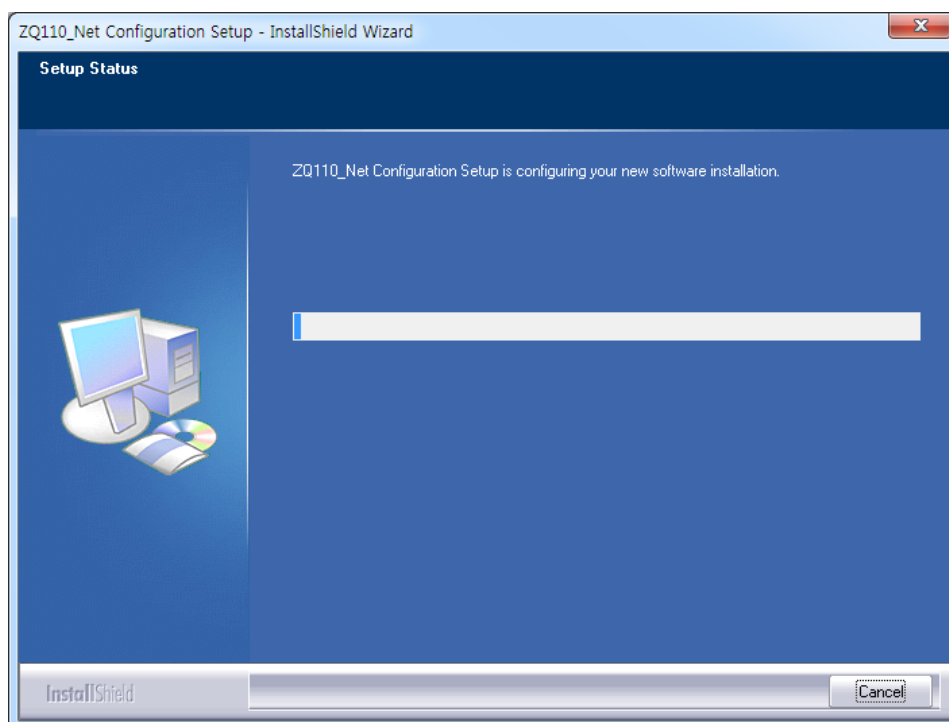 ZQ110_Net Configuration Setup - InstallShield Wizard
Setup Status
ZQ110_Net Configuration Setup is configuring your new software installation.
InstallShield
Cancel